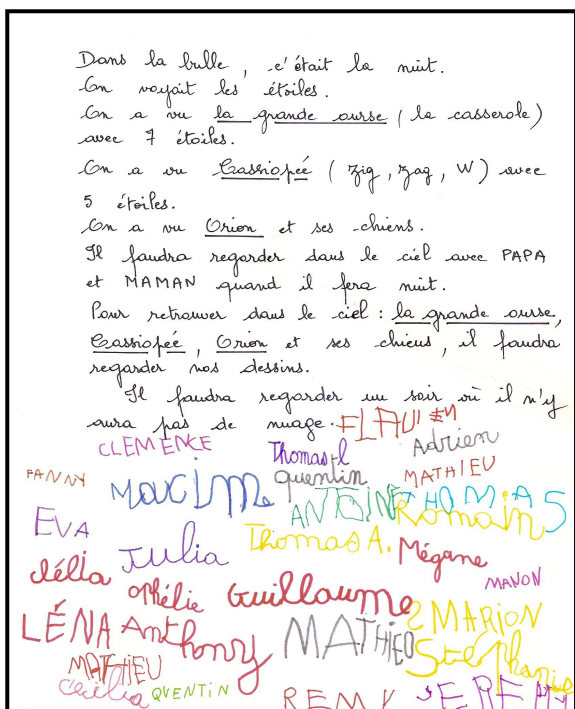 Dans la bulle, c'était la nuit.
On voyait les étoiles.
On a vu la grande ourse (la casserole)
avec 7 étoiles.
On a vu Cassiopée (zig, zag, W) avec
5 étoiles.
On a vu Orion et ses chiens.
Il faudra regarder dans le ciel avec PAPA
et MAMAN quand il fera nuit.
Pour retrouver dans le ciel : la grande ourse,
Cassiopée, Orion et ses chiens, il faudra
regarder nos dessins.
Il faudra regarder un soir où il n'y
aura pas de nuage.
CLEMENCE Thomas.l Adrien
FANNY Maxime quentin MATHIEU
ANTOINE THOMAS
EVA Julia Thomas A. Romain
Mégane
clélia Ophélie Guillaume MANON
LÉNA Anthony MATHIEO MARION
MATHIEU Stéphanie
cécilia QUENTIN REMY JEREMY